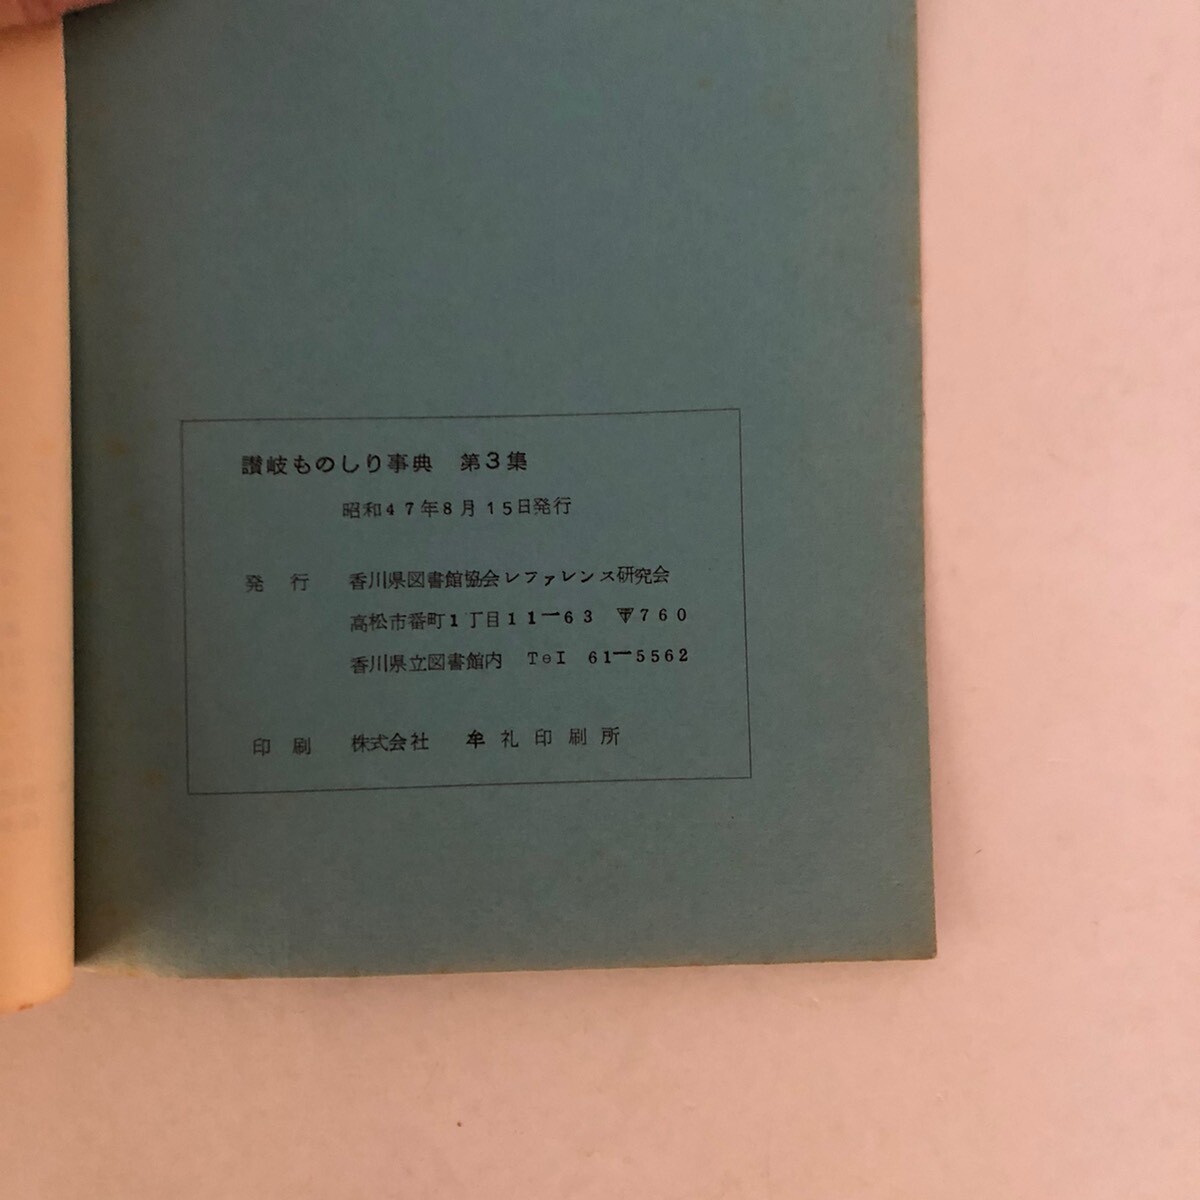 讃岐ものしり事典 第3集
昭和47年8月15日発行
発行 香川県図書館協会レファレンス研究会
高松市番町1丁目11―63 〒760
香川県立図書館内 Tel 61―5562
印刷 株式会社 牟礼印刷所